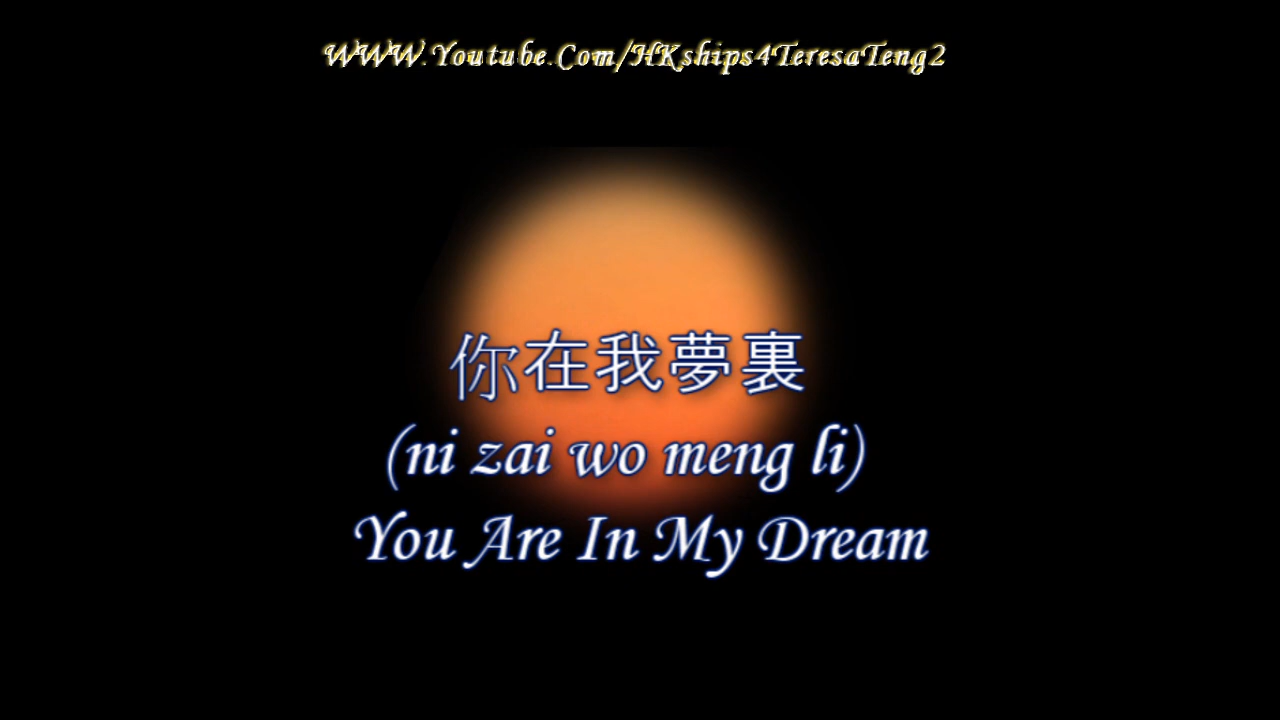 WWW.Youtube.Com/HKships4TeresaTeng2
你在我夢裏
(ni zai wo meng li)
You Are In My Dream